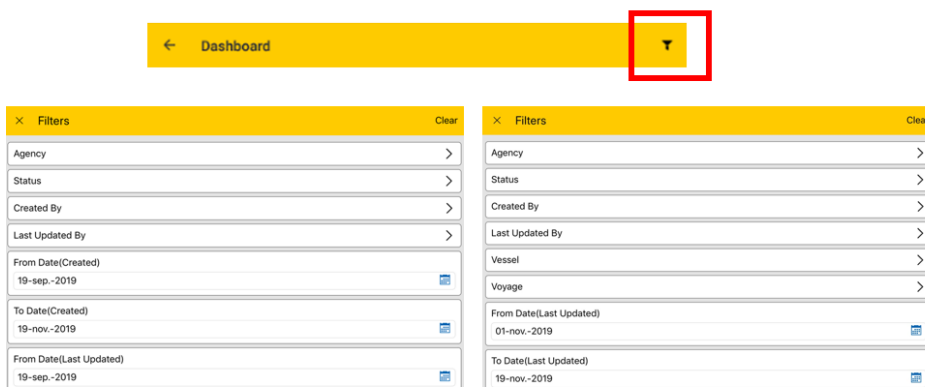 Dashboard
Filters
Clear
Agency
Status
Created By
Last Updated By
From Date(Created)
19-sep.-2019
To Date(Created)
19-nov.-2019
From Date(Last Updated)
19-sep.-2019
Filters
Clea
Agency
Status
Created By
Last Updated By
Vessel
Voyage
From Date(Last Updated)
01-nov.-2019
To Date(Last Updated)
19-nov.-2019